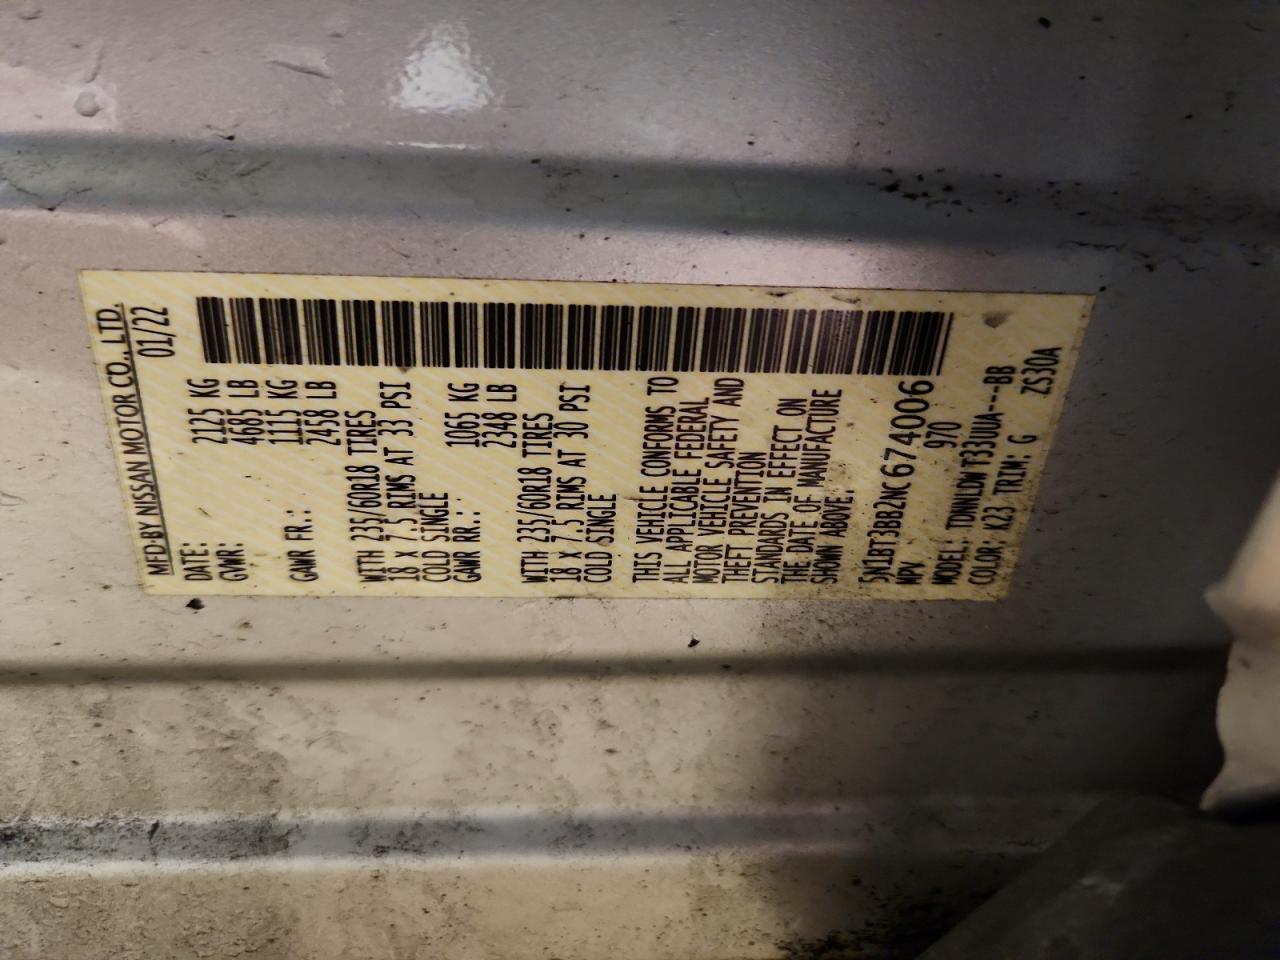 MFD BY NISSAN MOTOR CO., LTD.
DATE: 01/22
GVWR: 2125 KG
4685 LB
GAWR FR.: 1115 KG
2458 LB
WITH 235/60R18 TIRES
18 X 7.5 RIMS AT 33 PSI
COLD SINGLE
GAWR RR.: 1065 KG
2348 LB
WITH 235/60R18 TIRES
18 X 7.5 RIMS AT 30 PSI
COLD SINGLE
THIS VEHICLE CONFORMS TO
ALL APPLICABLE FEDERAL
MOTOR VEHICLE SAFETY AND
THEFT PREVENTION
STANDARDS IN EFFECT ON
THE DATE OF MANUFACTURE
SHOWN ABOVE.
5N1BT3BB2NC674006
MPV 970
MODEL: TDNNLDWT33UUA---BB
COLOR: K23 TRIM: G ZS30A